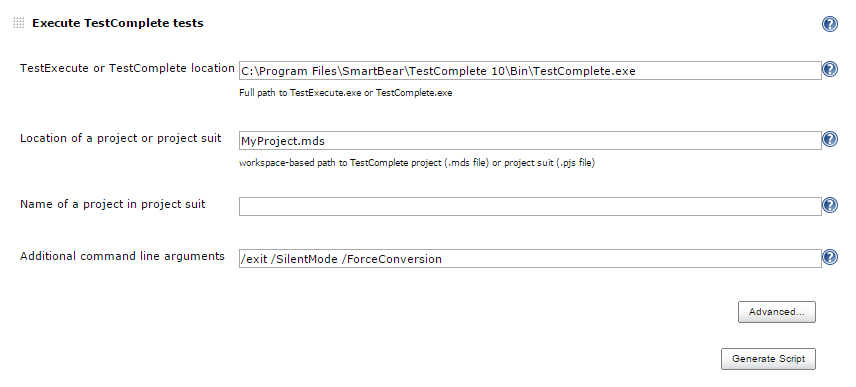 Execute TestComplete tests
?
TestExecute or TestComplete location
C:\Program Files\SmartBear\TestComplete 10\Bin\TestComplete.exe
?
Full path to TestExecute.exe or TestComplete.exe
Location of a project or project suit
MyProject.mds
?
workspace-based path to TestComplete project (.mds file) or project suit (.pjs file)
Name of a project in project suit
?
Additional command line arguments
/exit /SilentMode /ForceConversion
?
Advanced...
Generate Script